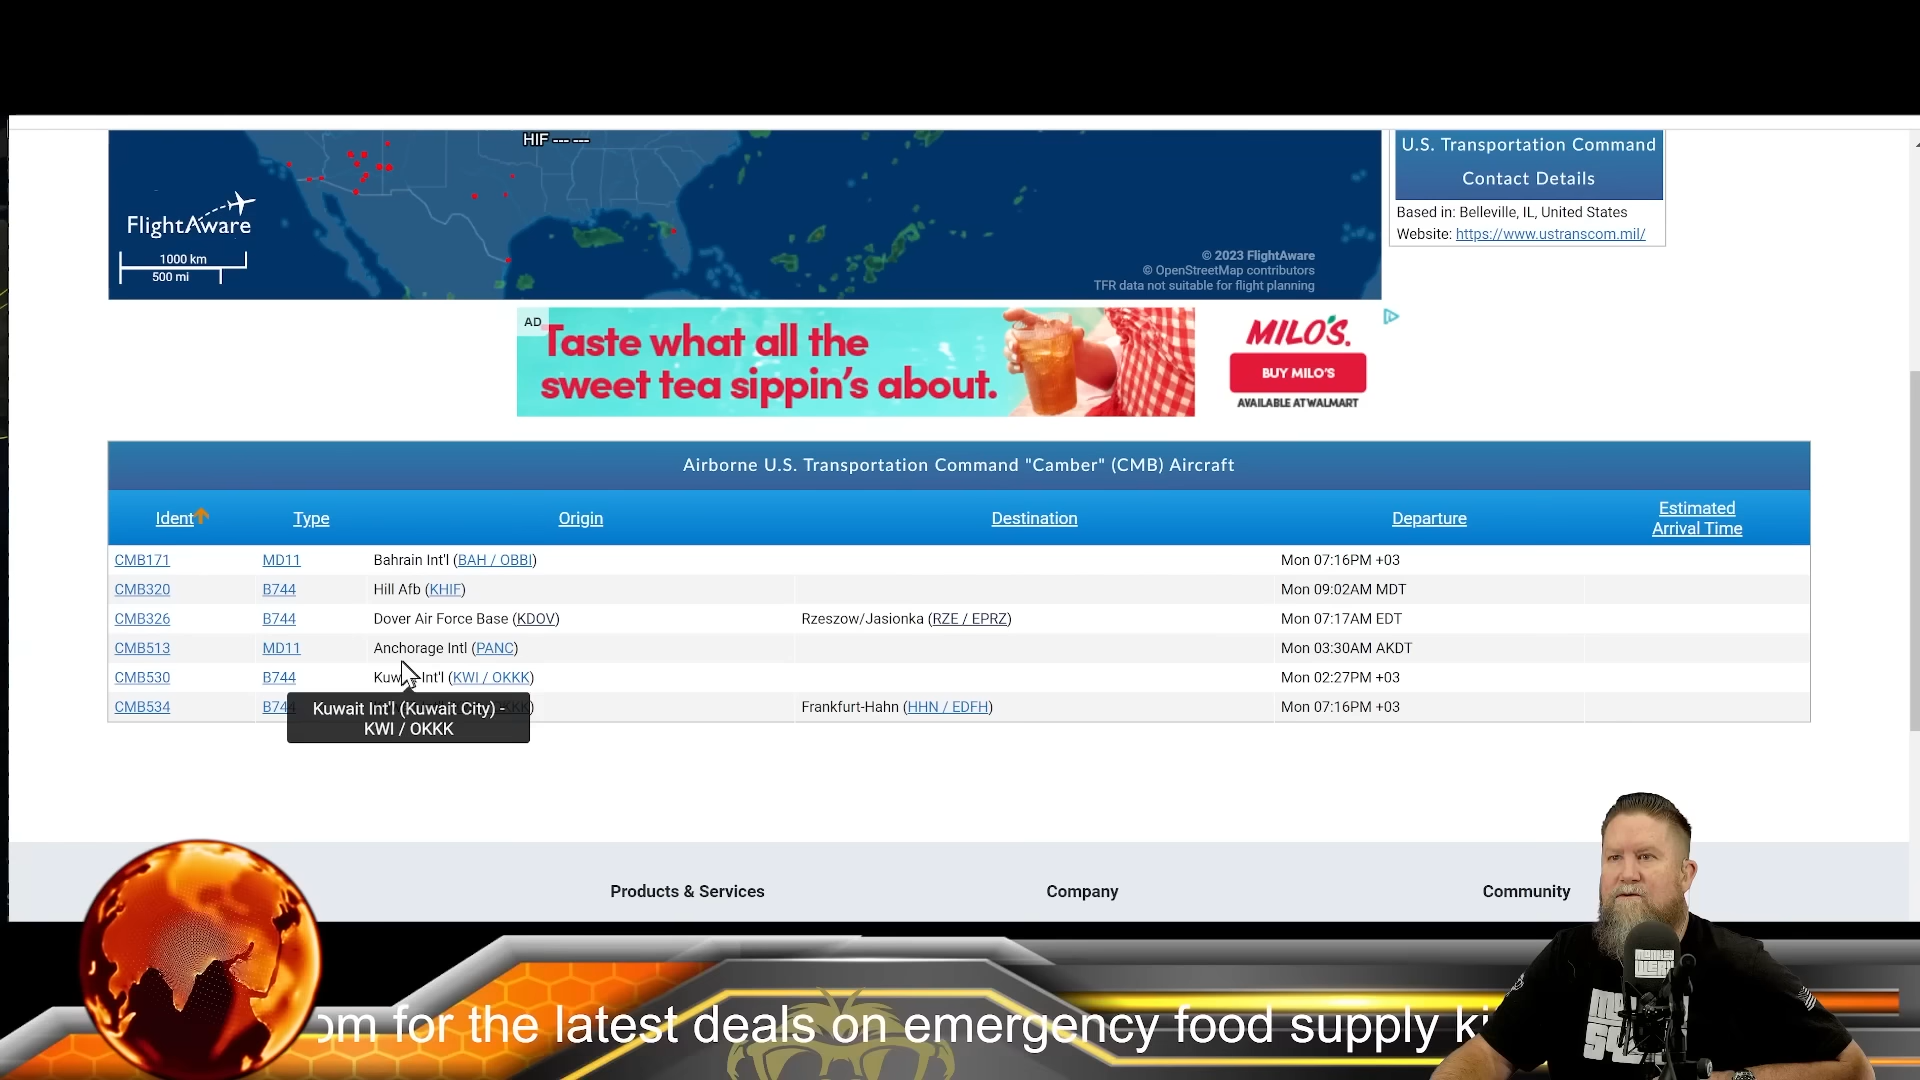 HIF --- ---
FlightAware
1000 km
500 mi
© 2023 FlightAware
© OpenStreetMap contributors
TFR data not suitable for flight planning
U.S. Transportation Command
Contact Details
Based in: Belleville, IL, United States
Website: https://www.ustranscom.mil/
AD
Taste what all the
sweet tea sippin's about.
MILO'S.
BUY MILO'S
AVAILABLE AT WALMART
Airborne U.S. Transportation Command "Camber" (CMB) Aircraft
Ident Type Origin Destination Departure Estimated Arrival Time
CMB171 MD11 Bahrain Int'l (BAH / OBBI) Mon 07:16PM +03
CMB320 B744 Hill Afb (KHIF) Mon 09:02AM MDT
CMB326 B744 Dover Air Force Base (KDOV) Rzeszow/Jasionka (RZE / EPRZ) Mon 07:17AM EDT
CMB513 MD11 Anchorage Intl (PANC) Mon 03:30AM AKDT
CMB530 B744 Kuw Int'l (KWI / OKKK) Mon 02:27PM +03
CMB534 B744 Frankfurt-Hahn (HHN / EDFH) Mon 07:16PM +03
Kuwait Int'l (Kuwait City) -
KWI / OKKK
Products & Services Company Community
om for the latest deals on emergency food supply ki